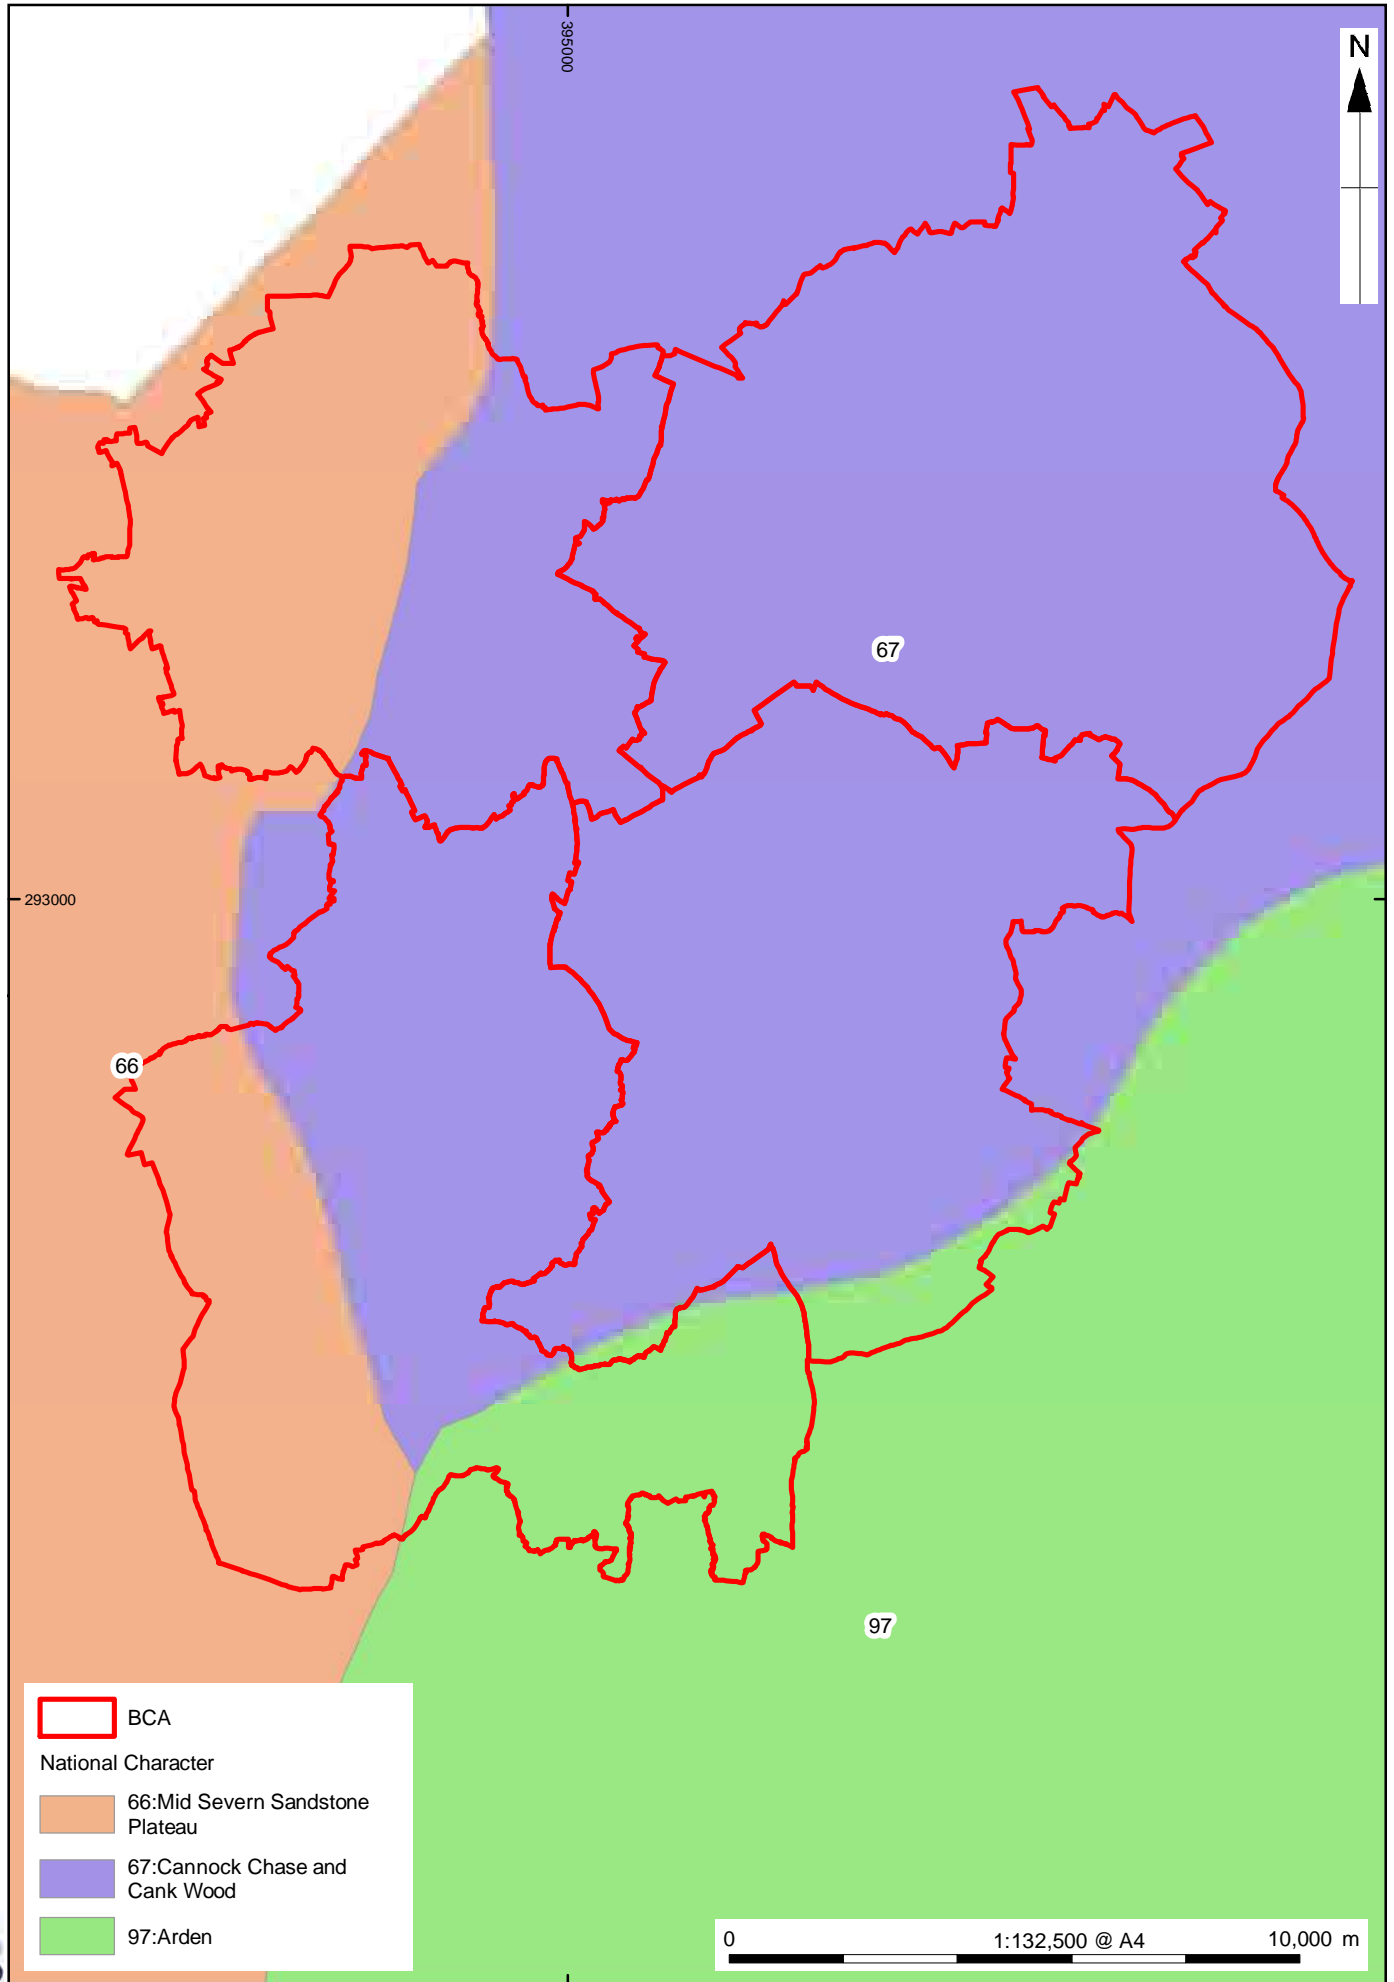 395000
N
67
293000
66
97
BCA
National Character
66:Mid Severn Sandstone
Plateau
67:Cannock Chase and
Cank Wood
97:Arden
0 1:132,500 @ A4 10,000 m